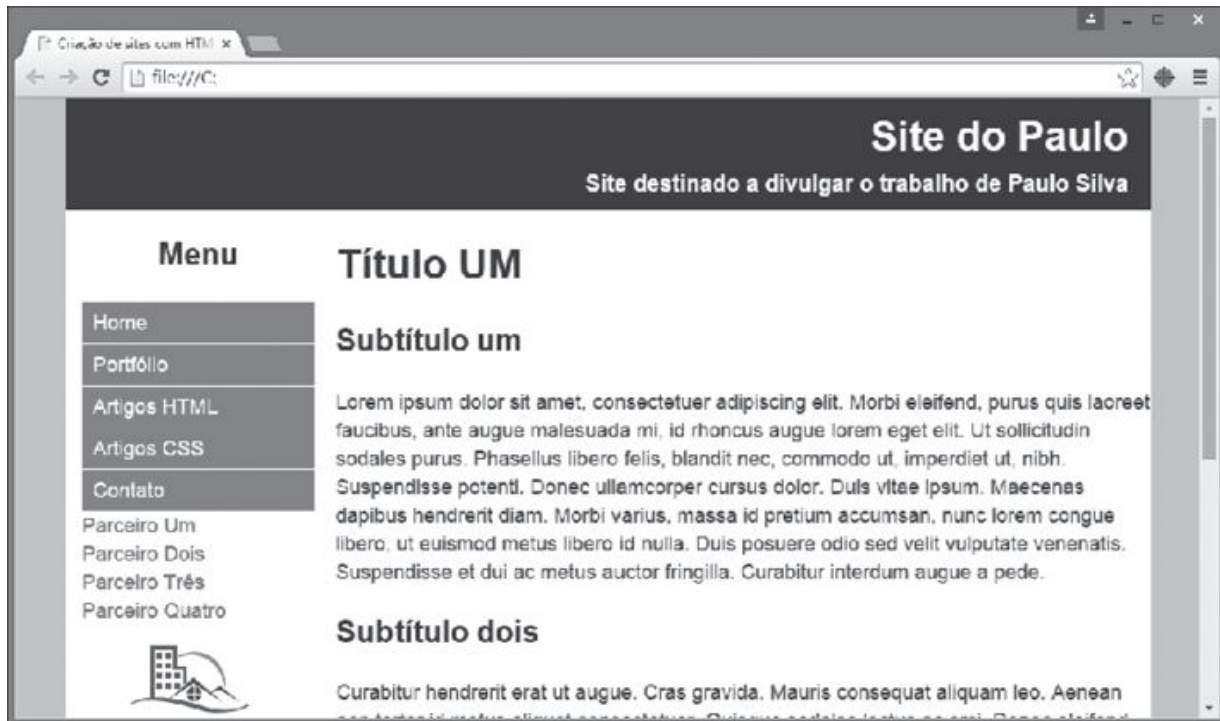 Criação de sites com HTM
file:///C:
Site do Paulo
Site destinado a divulgar o trabalho de Paulo Silva
Menu
Home
Portfólio
Artigos HTML
Artigos CSS
Contato
Parceiro Um
Parceiro Dois
Parceiro Três
Parceiro Quatro
Título UM
Subtítulo um
Lorem ipsum dolor sit amet, consectetuer adipiscing elit. Morbi eleifend, purus quis laoreet
faucibus, ante augue malesuada mi, id rhoncus augue lorem eget elit. Ut sollicitudin
sodales purus. Phasellus libero felis, blandit nec, commodo ut, imperdiet ut, nibh.
Suspendisse potenti. Donec ullamcorper cursus dolor. Duis vitae ipsum. Maecenas
dapibus hendrerit diam. Morbi varius, massa id pretium accumsan, nunc lorem congue
libero, ut euismod metus libero id nulla. Duis posuere odio sed velit vulputate venenatis.
Suspendisse et dui ac metus auctor fringilla. Curabitur interdum augue a pede.
Subtítulo dois
Curabitur hendrerit erat ut augue. Cras gravida. Mauris consequat aliquam leo. Aenean